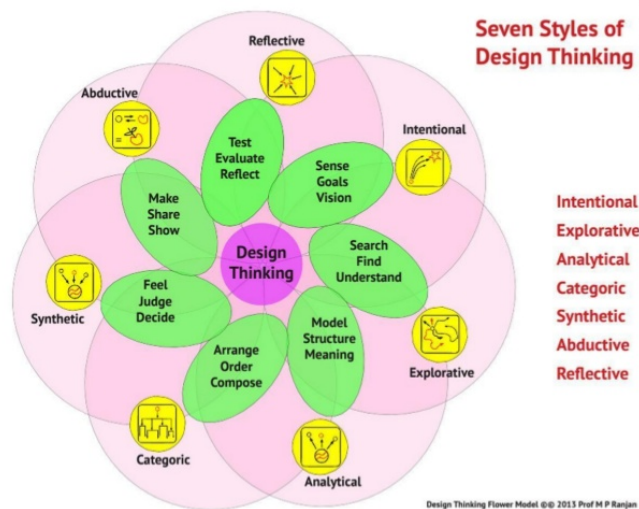 Seven Styles of
Design Thinking
Reflective
Abductive
Intentional
Test
Evaluate
Reflect
Sense
Goals
Vision
Make
Share
Show
Search
Find
Understand
Design
Thinking
Feel
Judge
Decide
Model
Structure
Meaning
Arrange
Order
Compose
Synthetic
Explorative
Categoric
Analytical
Intentional
Explorative
Analytical
Categoric
Synthetic
Abductive
Reflective
Design Thinking Flower Model ©© 2013 Prof M P Ranjan